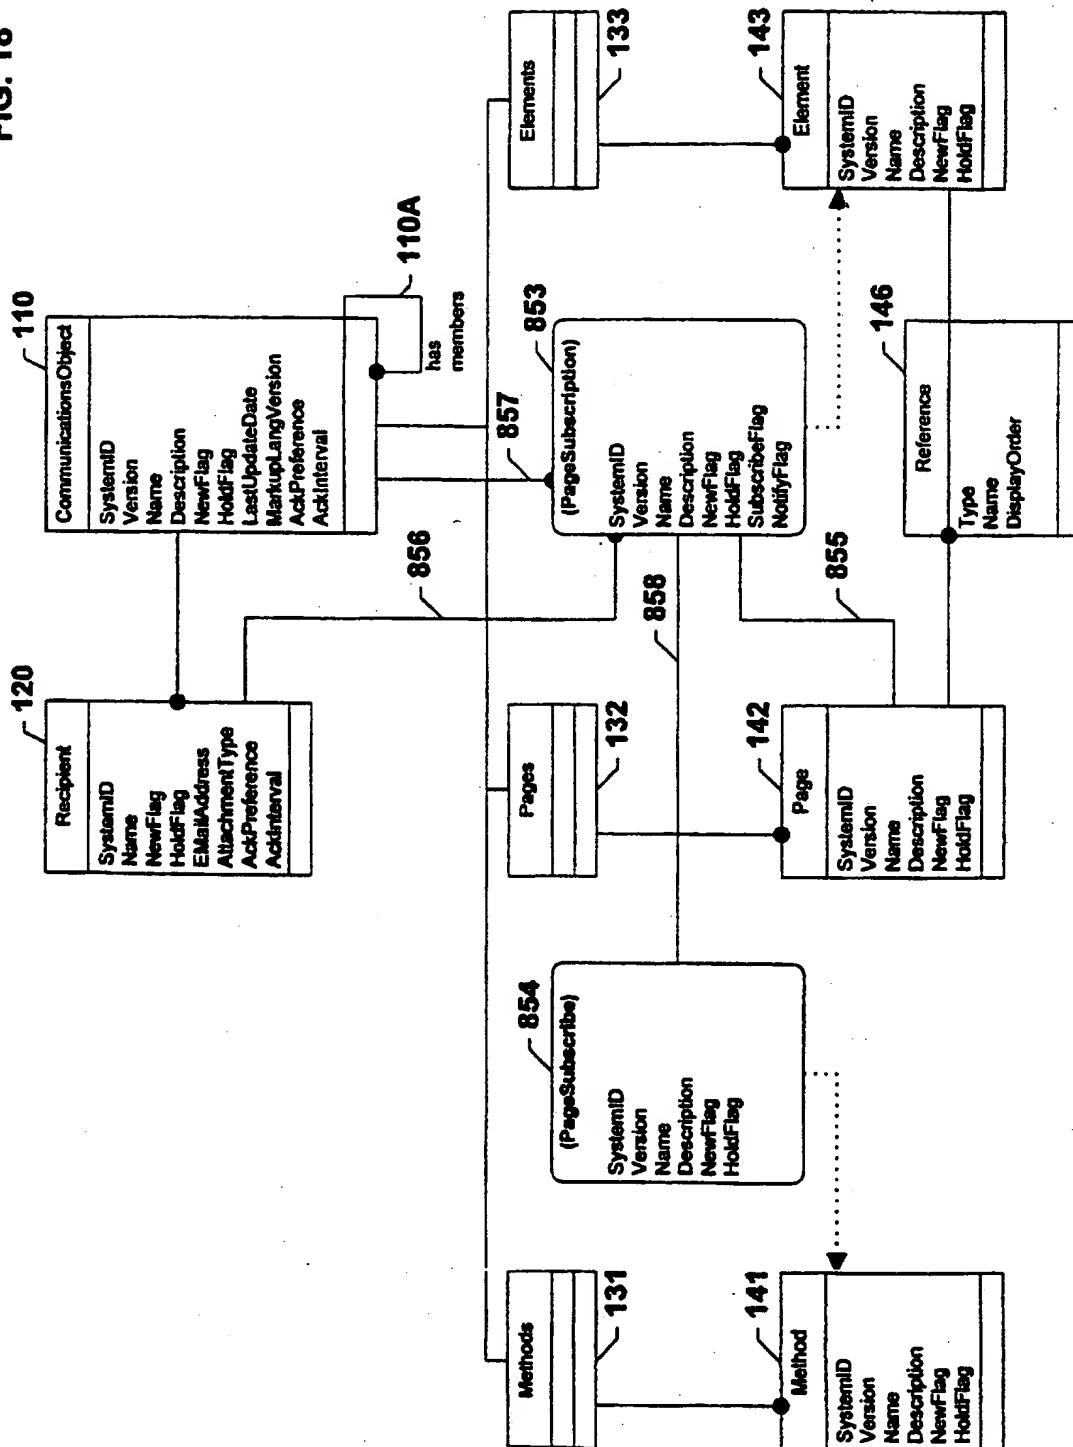 FIG. 18
110
CommunicationsObject
SystemID
Version
Name
Description
NewFlag
HoldFlag
LastUpdateDate
MarkupLangVersion
AckPreference
AckInterval
110A
has
members
120
Recipient
SystemID
Name
NewFlag
HoldFlag
EMailAddress
AttachmentType
AckPreference
AckInterval
856
857
Elements
133
Pages
132
Methods
131
853
(PageSubscription)
SystemID
Version
Name
Description
NewFlag
HoldFlag
SubscribeFlag
NotifyFlag
858
855
854
(PageSubscribe)
SystemID
Version
Name
Description
NewFlag
HoldFlag
143
Element
SystemID
Version
Name
Description
NewFlag
HoldFlag
142
Page
SystemID
Version
Name
Description
NewFlag
HoldFlag
141
Method
SystemID
Version
Name
Description
NewFlag
HoldFlag
146
Reference
Type
Name
DisplayOrder